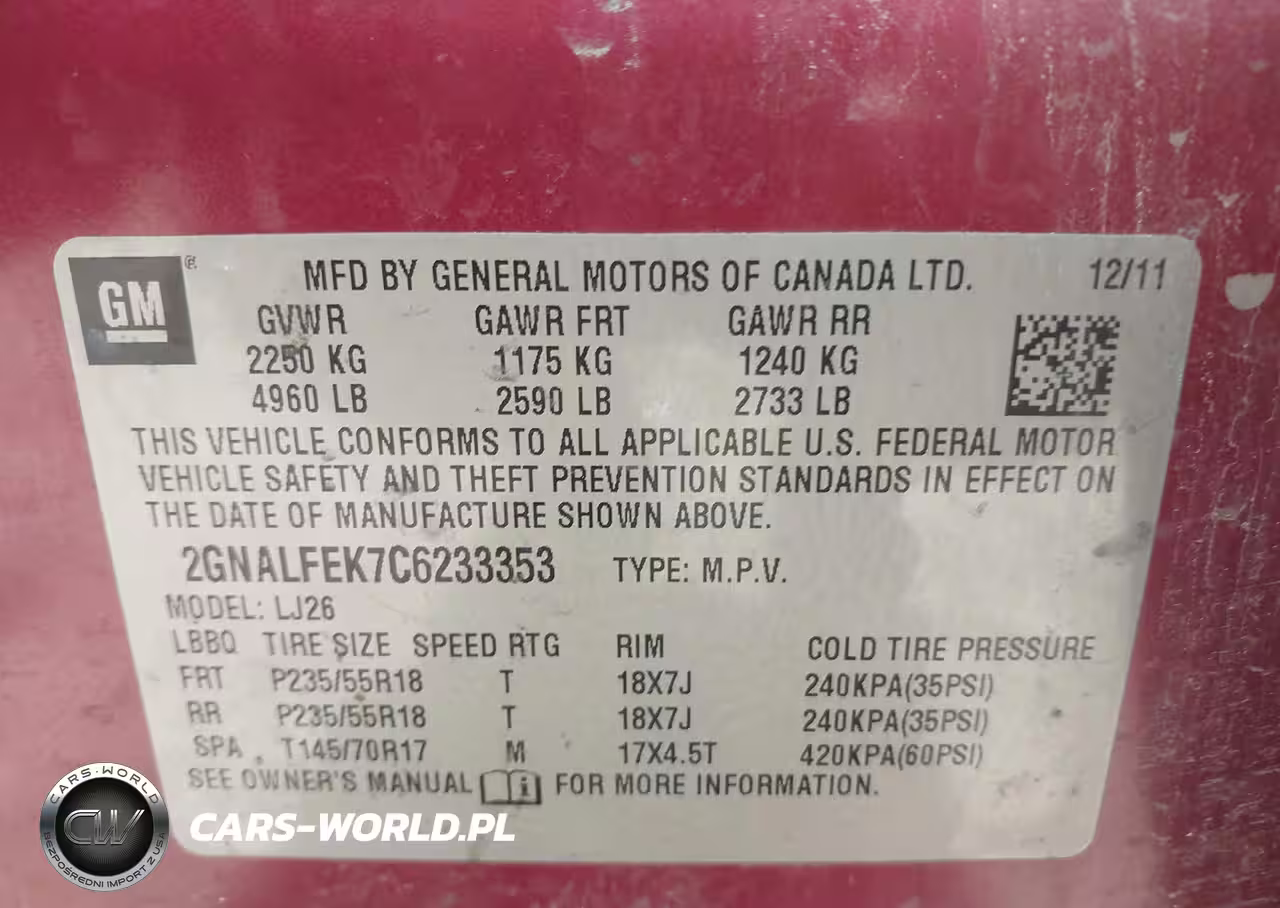 GM®
MFD BY GENERAL MOTORS OF CANADA LTD. 12/11
GVWR GAWR FRT GAWR RR
2250 KG 1175 KG 1240 KG
4960 LB 2590 LB 2733 LB
THIS VEHICLE CONFORMS TO ALL APPLICABLE U.S. FEDERAL MOTOR
VEHICLE SAFETY AND THEFT PREVENTION STANDARDS IN EFFECT ON
THE DATE OF MANUFACTURE SHOWN ABOVE.
2GNALFEK7C6233353 TYPE: M.P.V.
MODEL: LJ26
LBBQ TIRE SIZE SPEED RTG RIM COLD TIRE PRESSURE
FRT P235/55R18 T 18X7J 240KPA(35PSI)
RR P235/55R18 T 18X7J 240KPA(35PSI)
SPA T145/70R17 M 17X4.5T 420KPA(60PSI)
SEE OWNER'S MANUAL i FOR MORE INFORMATION.
CARS-WORLD
CW
BEZPOŚREDNI IMPORT Z USA
CARS-WORLD.PL